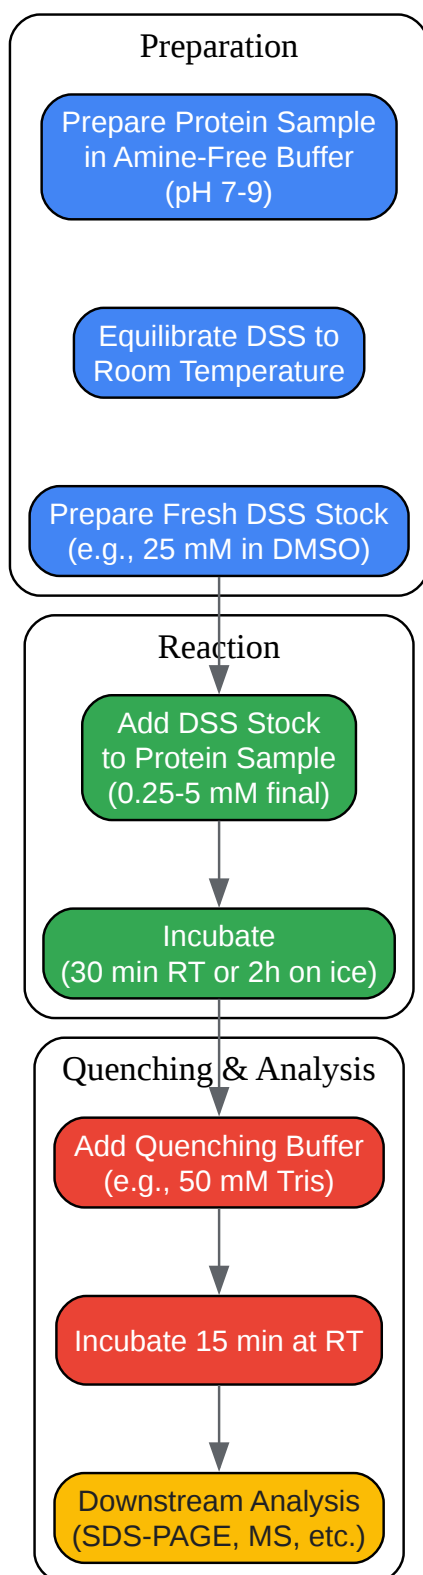 Preparation
Prepare Protein Sample
in Amine-Free Buffer
(pH 7-9)
Equilibrate DSS to
Room Temperature
Prepare Fresh DSS Stock
(e.g., 25 mM in DMSO)
Reaction
Add DSS Stock
to Protein Sample
(0.25-5 mM final)
Incubate
(30 min RT or 2h on ice)
Quenching & Analysis
Add Quenching Buffer
(e.g., 50 mM Tris)
Incubate 15 min at RT
Downstream Analysis
(SDS-PAGE, MS, etc.)